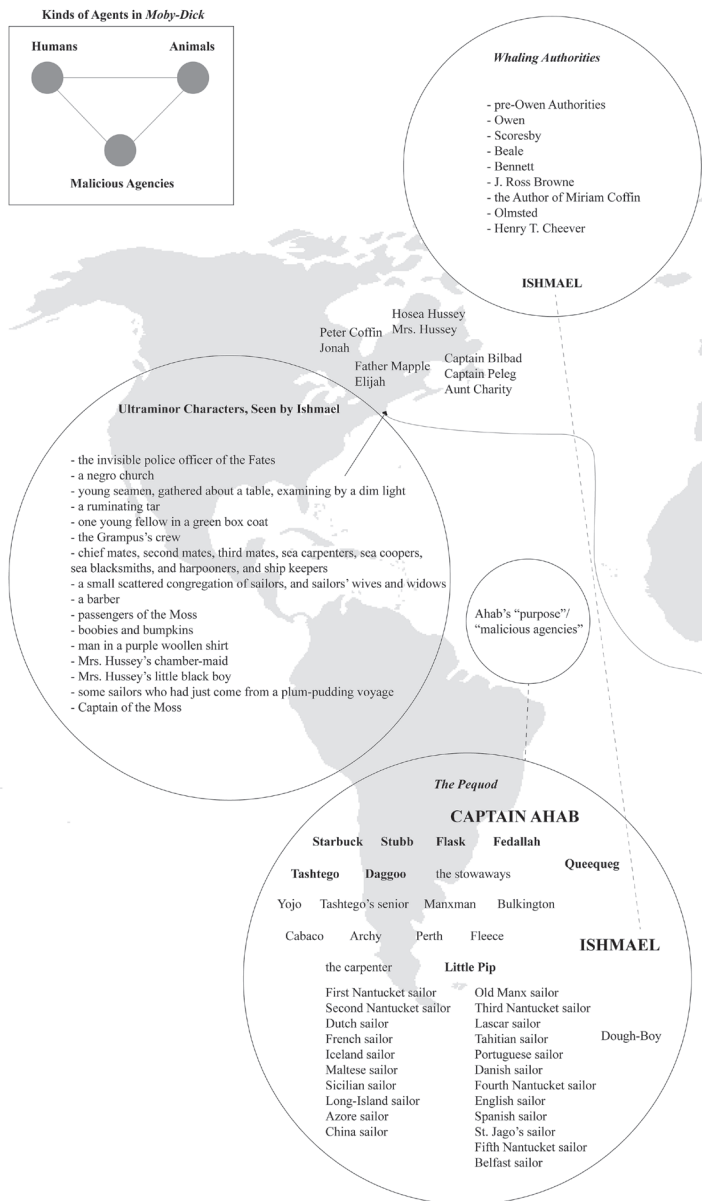 Kinds of Agents in Moby-Dick
Humans
Animals
Malicious Agencies
Whaling Authorities
- pre-Owen Authorities
- Owen
- Scoresby
- Beale
- Bennett
- J. Ross Browne
- the Author of Miriam Coffin
- Olmsted
- Henry T. Cheever
ISHMAEL
Hosea Hussey
Mrs. Hussey
Peter Coffin
Jonah
Father Mapple
Elijah
Captain Bilbad
Captain Peleg
Aunt Charity
Ultraminor Characters, Seen by Ishmael
- the invisible police officer of the Fates
- a negro church
- young seamen, gathered about a table, examining by a dim light
- a ruminating tar
- one young fellow in a green box coat
- the Grampus's crew
- chief mates, second mates, third mates, sea carpenters, sea coopers,
sea blacksmiths, and harpooners, and ship keepers
- a small scattered congregation of sailors, and sailors' wives and widows
- a barber
- passengers of the Moss
- boobies and bumpkins
- man in a purple woollen shirt
- Mrs. Hussey's chamber-maid
- Mrs. Hussey's little black boy
- some sailors who had just come from a plum-pudding voyage
- Captain of the Moss
Ahab's "purpose"/
"malicious agencies"
The Pequod
CAPTAIN AHAB
Starbuck Stubb Flask Fedallah
Queequeg
Tashtego Daggoo the stowaways
Yojo Tashtego's senior Manxman Bulkington
Cabaco Archy Perth Fleece
ISHMAEL
the carpenter Little Pip
First Nantucket sailor
Second Nantucket sailor
Dutch sailor
French sailor
Iceland sailor
Maltese sailor
Sicilian sailor
Long-Island sailor
Azore sailor
China sailor
Old Manx sailor
Third Nantucket sailor
Lascar sailor
Tahitian sailor
Portuguese sailor
Danish sailor
Fourth Nantucket sailor
English sailor
Spanish sailor
St. Jago's sailor
Fifth Nantucket sailor
Belfast sailor
Dough-Boy